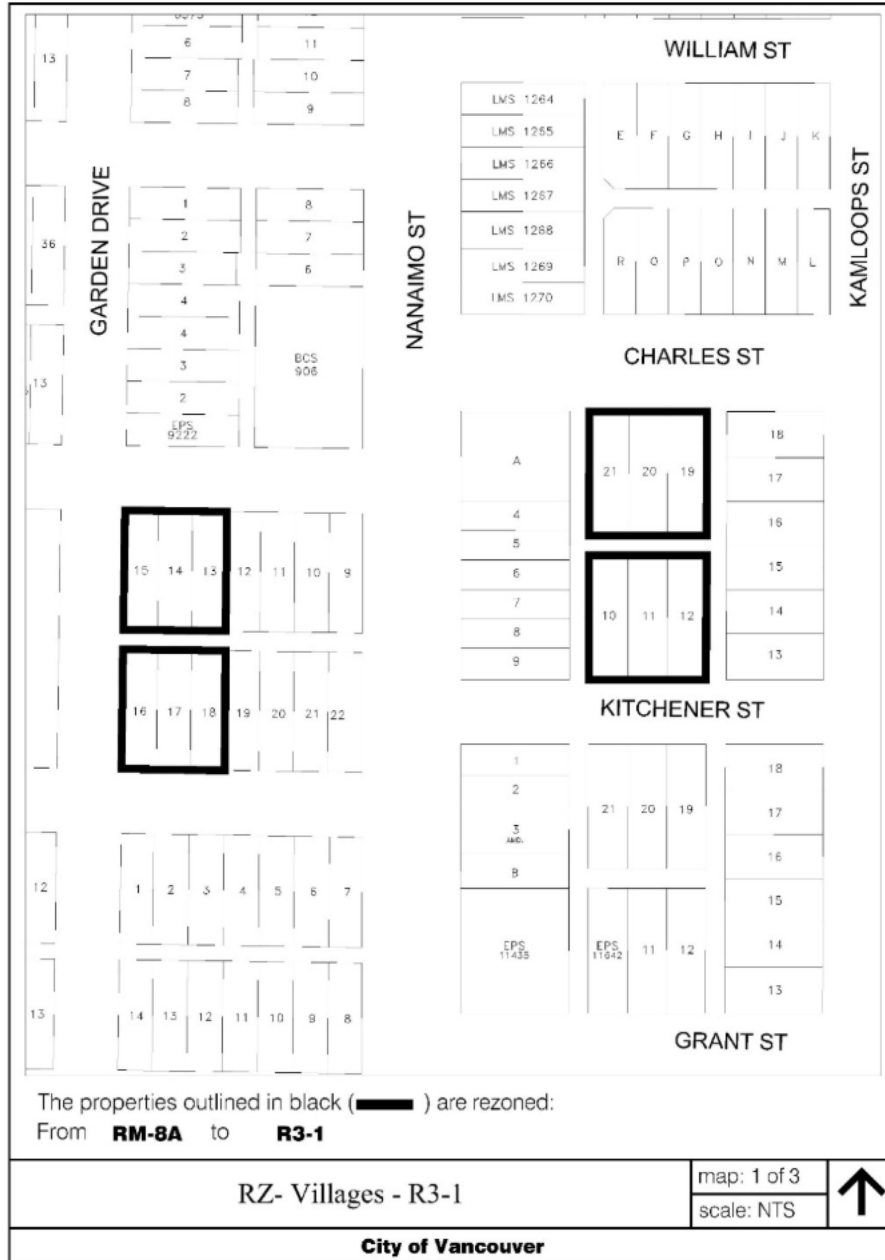 WILLIAM ST
13
6
7
8
11
10
9
LMS 1264
LMS 1265
LMS 1266
LMS 1267
LMS 1268
LMS 1269
LMS 1270
E F G H I J K
R Q P O N M L
KAMLOOPS ST
GARDEN DRIVE
NANAIMO ST
36
13
1
2
3
4
4
3
2
EPS
9222
8
7
6
BCS
906
CHARLES ST
A
4
5
6
7
8
9
21 20 19
10 11 12
18
17
16
15
14
13
15 14 13 12 11 10 9
16 17 18 19 20 21 22
KITCHENER ST
1
2
3
AMD.
B
EPS
11435
21 20 19
EPS
11642
11 12
18
17
16
15
14
13
12
1 2 3 4 5 6 7
13
14 13 12 11 10 9 8
GRANT ST
The properties outlined in black ( ) are rezoned:
From RM-8A to R3-1
RZ- Villages - R3-1
map: 1 of 3
scale: NTS
City of Vancouver